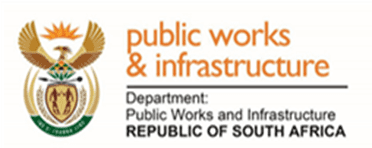 public works
& infrastructure
Department:
Public Works and Infrastructure
REPUBLIC OF SOUTH AFRICA